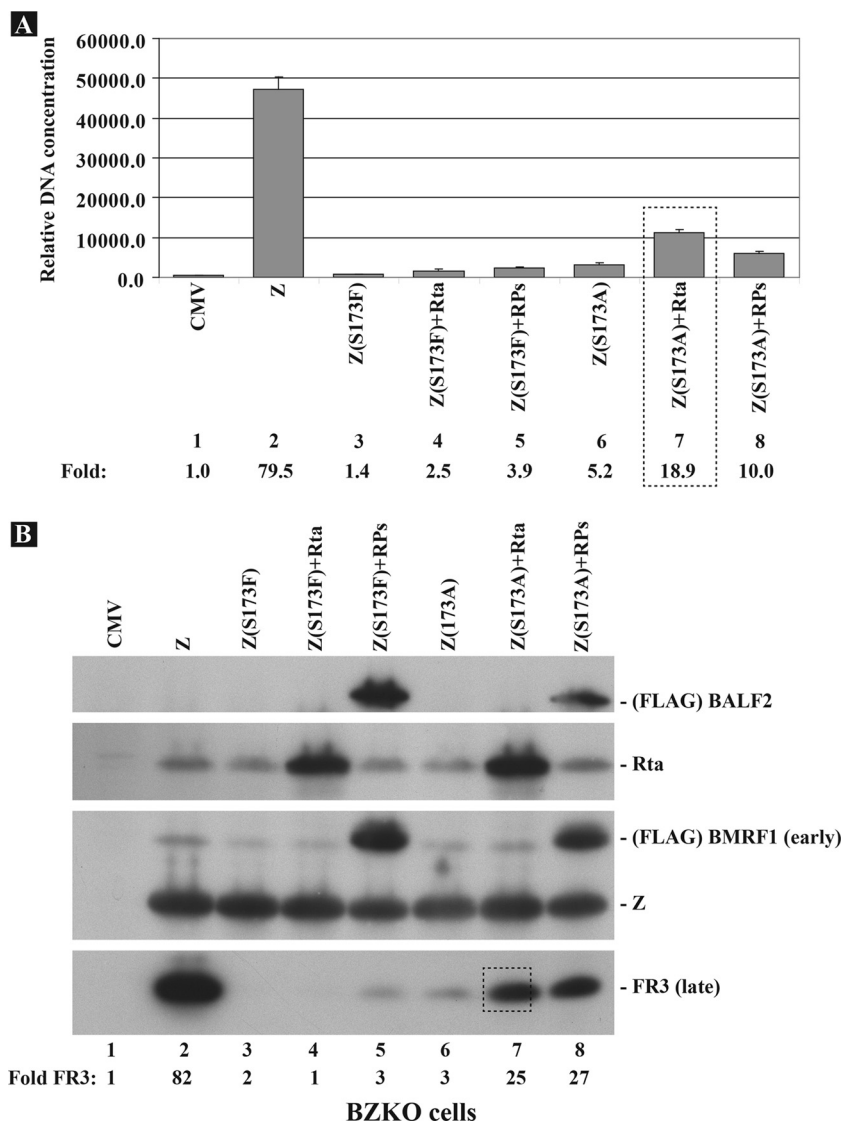 A
Relative DNA concentration
60000.0
50000.0
40000.0
30000.0
20000.0
10000.0
0.0
CMV
Z
Z(S173F)
Z(S173F)+Rta
Z(S173F)+RPs
Z(S173A)
Z(S173A)+Rta
Z(S173A)+RPs
1 2 3 4 5 6 7 8
Fold: 1.0 79.5 1.4 2.5 3.9 5.2 18.9 10.0
B
CMV
Z
Z(S173F)
Z(S173F)+Rta
Z(S173F)+RPs
Z(173A)
Z(S173A)+Rta
Z(S173A)+RPs
- (FLAG) BALF2
- Rta
- (FLAG) BMRF1 (early)
- Z
- FR3 (late)
1 2 3 4 5 6 7 8
Fold FR3: 1 82 2 1 3 3 25 27
BZKO cells